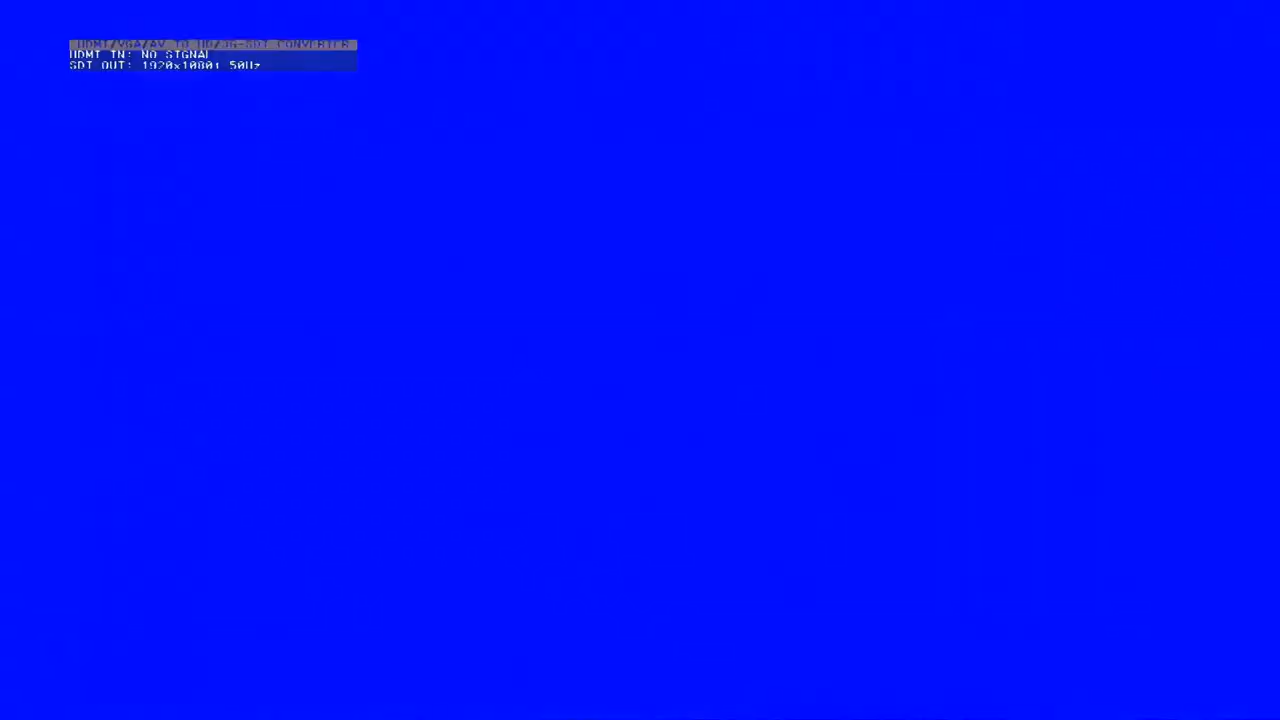 HDMI/VGA/AV TO HD/3G-SDI CONVERTER
HDMI IN: NO SIGNAL
SDI OUT: 1920x1080i 50Hz